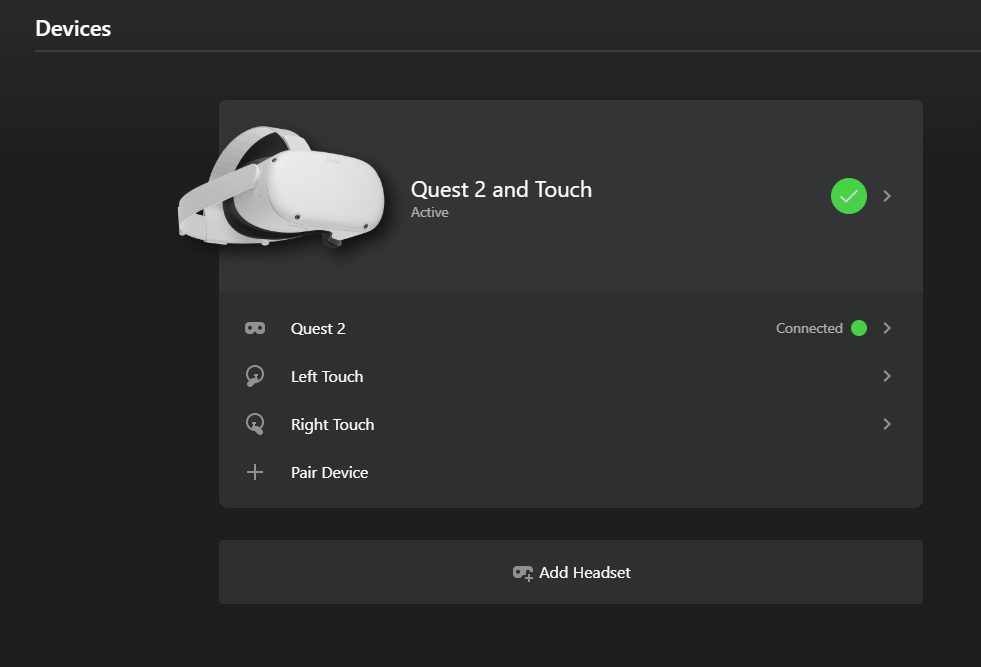 Devices
Quest 2 and Touch
Active
Quest 2
Connected
Left Touch
Right Touch
Pair Device
Add Headset